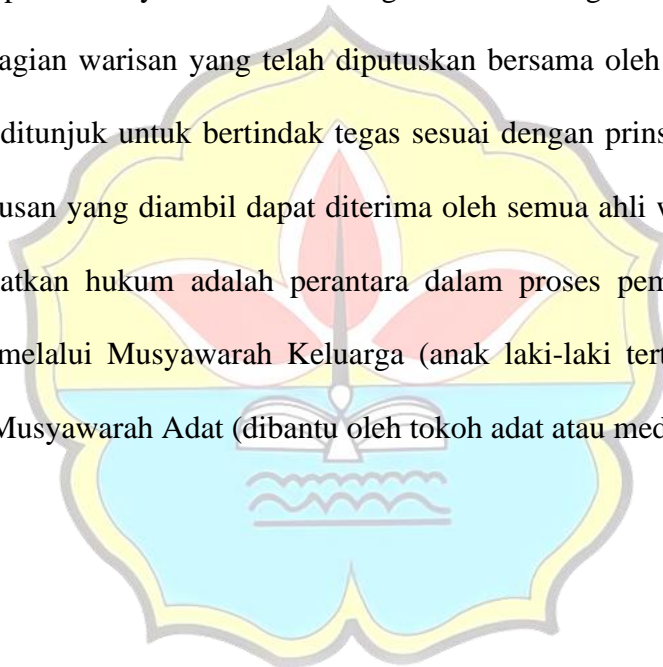 agian warisan yang telah diputuskan bersama oleh
ditunjuk untuk bertindak tegas sesuai dengan prins
usan yang diambil dapat diterima oleh semua ahli w
atkan hukum adalah perantara dalam proses pem
melalui Musyawarah Keluarga (anak laki-laki tert
Musyawarah Adat (dibantu oleh tokoh adat atau med